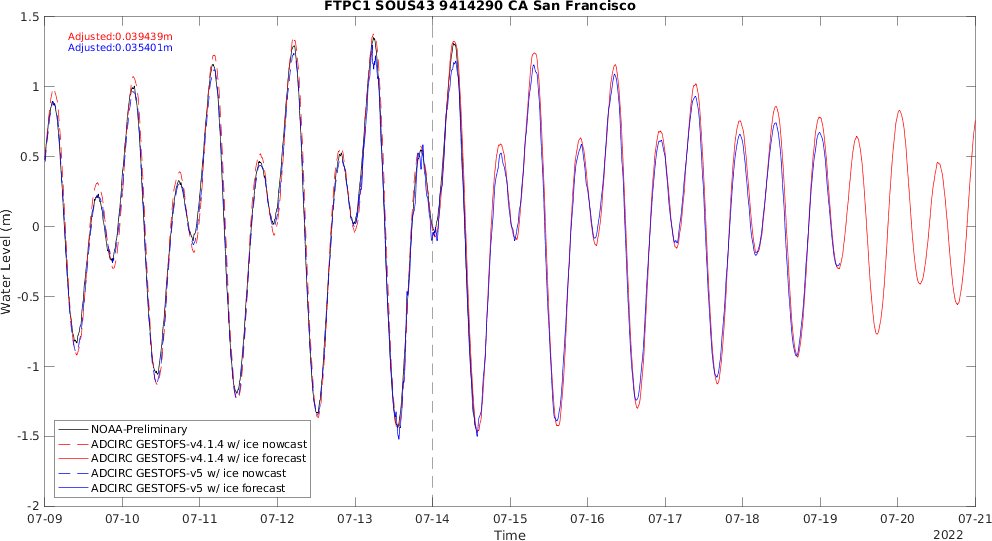 FTPC1 SOUS43 9414290 CA San Francisco
1.5
Adjusted:0.039439m
Adjusted:0.035401m
1
0.5
0
-0.5
-1
-1.5
-2
Water Level (m)
NOAA-Preliminary
ADCIRC GESTOFS-v4.1.4 w/ ice nowcast
ADCIRC GESTOFS-v4.1.4 w/ ice forecast
ADCIRC GESTOFS-v5 w/ ice nowcast
ADCIRC GESTOFS-v5 w/ ice forecast
07-09 07-10 07-11 07-12 07-13 07-14 07-15 07-16 07-17 07-18 07-19 07-20 07-21
Time
2022